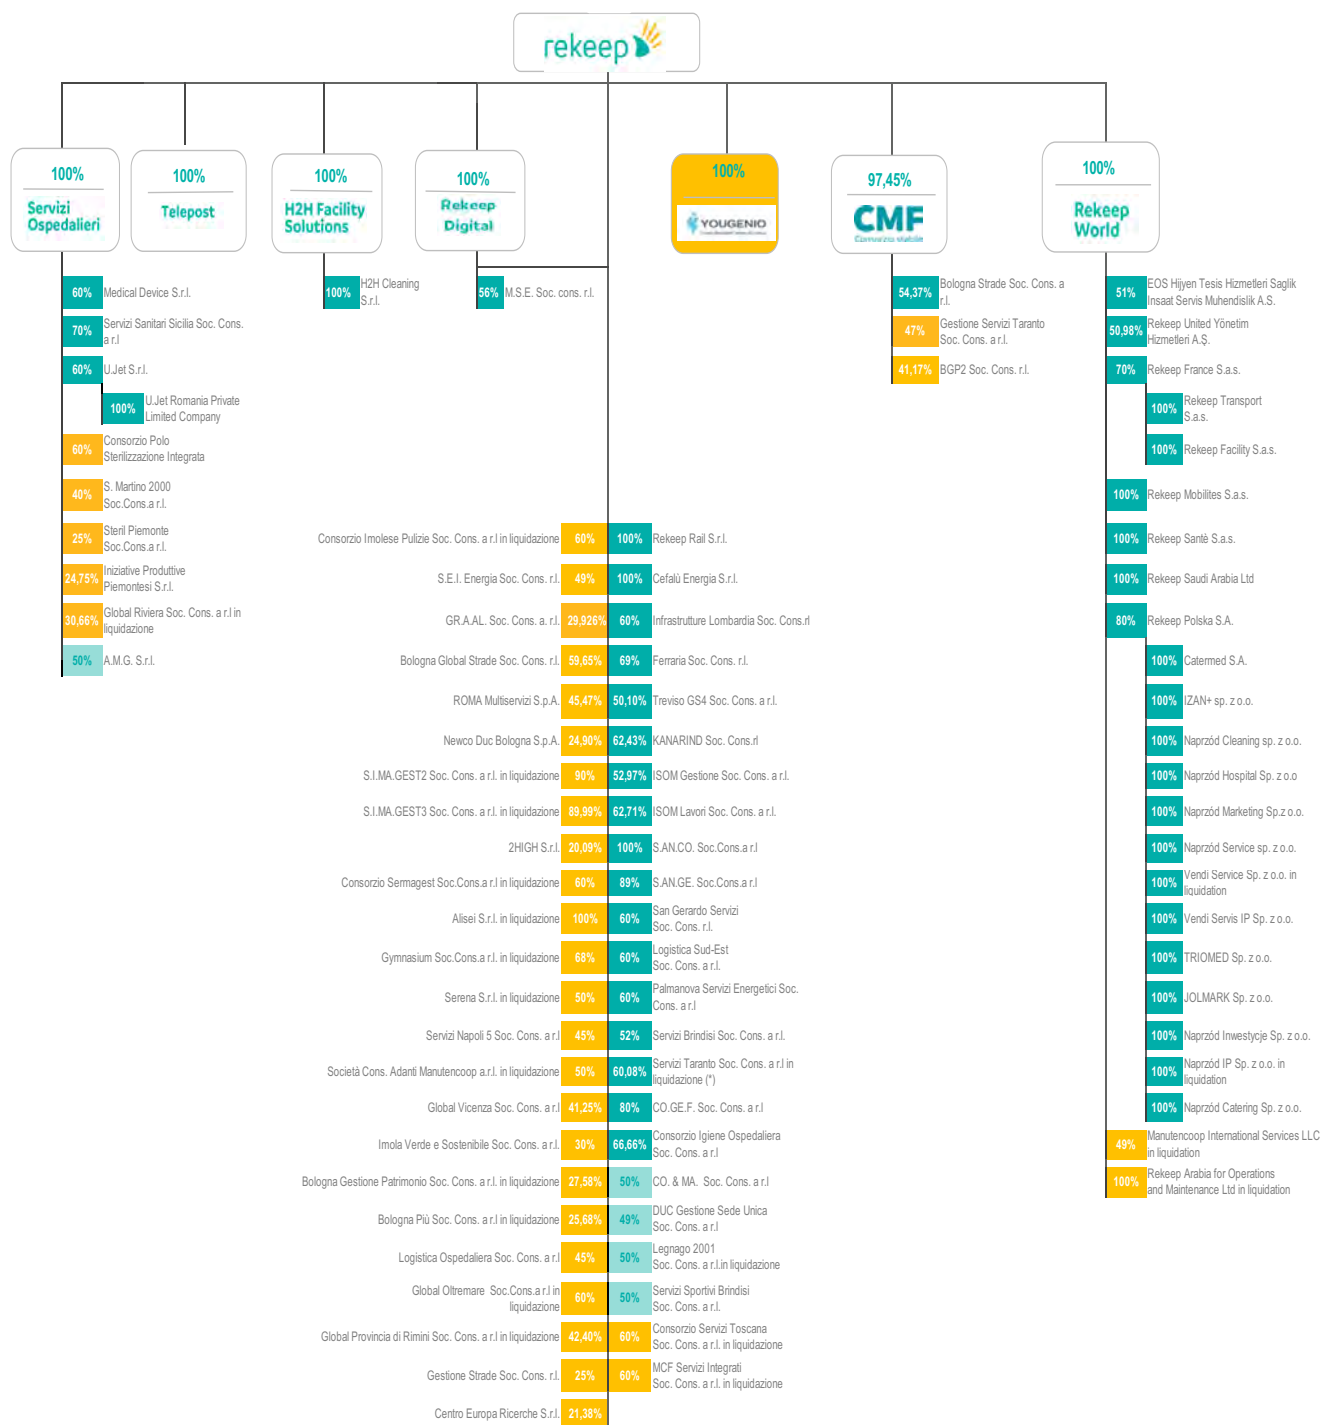 rekeep
100%
Servizi
Ospedalieri
100%
Telepost
100%
H2H Facility
Solutions
100%
Rekeep
Digital
100%
YOUGENIO
97,45%
CMF
100%
Rekeep
World
60% Medical Device S.r.l.
70% Servizi Sanitari Sicilia Soc. Cons.
a r.l
60% U.Jet S.r.l.
100% U.Jet Romania Private
Limited Company
60% Consorzio Polo
Sterilizzazione Integrata
40% S. Martino 2000
Soc.Cons.a r.l.
25% Steril Piemonte
Soc.Cons.a r.l.
24,75% Iniziative Produttive
Piemontesi S.r.l.
30,66% Global Riviera Soc. Cons. a r.l in
liquidazione
50% A.M.G. S.r.l.
100% H2H Cleaning
S.r.l.
56% M.S.E. Soc. cons. r.l.
Consorzio Imolese Pulizie Soc. Cons. a r.l in liquidazione 60% 100% Rekeep Rail S.r.l.
S.E.I. Energia Soc. Cons. r.l. 49% 100% Cefalù Energia S.r.l.
GR.A.AL. Soc. Cons. a. r.l. 29,926% 60% Infrastrutture Lombardia Soc. Cons.rl
Bologna Global Strade Soc. Cons. r.l. 59,65% 69% Ferraria Soc. Cons. r.l.
ROMA Multiservizi S.p.A. 45,47% 50,10% Treviso GS4 Soc. Cons. a r.l.
Newco Duc Bologna S.p.A. 24,90% 62,43% KANARIND Soc. Cons.rl
S.I.MA.GEST2 Soc. Cons. a r.l. in liquidazione 90% 52,97% ISOM Gestione Soc. Cons. a r.l.
S.I.MA.GEST3 Soc. Cons. a r.l. in liquidazione 89,99% 62,71% ISOM Lavori Soc. Cons. a r.l.
2HIGH S.r.l. 20,09% 100% S.AN.CO. Soc.Cons.a r.l
Consorzio Sermagest Soc.Cons.a r.l in liquidazione 60% 89% S.AN.GE. Soc.Cons.a r.l
Alisei S.r.l. in liquidazione 100% 60% San Gerardo Servizi
Soc. Cons. r.l.
Gymnasium Soc.Cons.a r.l. in liquidazione 68% 60% Logistica Sud-Est
Soc. Cons. a r.l.
Serena S.r.l. in liquidazione 50% 60% Palmanova Servizi Energetici Soc.
Cons. a r.l
Servizi Napoli 5 Soc. Cons. a r.l 45% 52% Servizi Brindisi Soc. Cons. a r.l.
Società Cons. Adanti Manutencoop a.r.l. in liquidazione 50% 60,08% Servizi Taranto Soc. Cons. a r.l in
liquidazione (*)
Global Vicenza Soc. Cons. a r.l 41,25% 80% CO.GE.F. Soc. Cons. a r.l
Imola Verde e Sostenibile Soc. Cons. a r.l. 30% 66,66% Consorzio Igiene Ospedaliera
Soc. Cons. a r.l
Bologna Gestione Patrimonio Soc. Cons. a r.l. in liquidazione 27,58% 50% CO. & MA. Soc. Cons. a r.l
Bologna Più Soc. Cons. a r.l in liquidazione 25,68% 49% DUC Gestione Sede Unica
Soc. Cons. a r.l
Logistica Ospedaliera Soc. Cons. a r.l 45% 50% Legnago 2001
Soc. Cons. a r.l.in liquidazione
Global Oltremare Soc.Cons.a r.l in
liquidazione 60% 50% Servizi Sportivi Brindisi
Soc. Cons. a r.l.
Global Provincia di Rimini Soc. Cons. a r.l in liquidazione 42,40% 60% Consorzio Servizi Toscana
Soc. Cons. a r.l. in liquidazione
Gestione Strade Soc. Cons. r.l. 25% 60% MCF Servizi Integrati
Soc. Cons. a r.l. in liquidazione
Centro Europa Ricerche S.r.l. 21,38%
54,37% Bologna Strade Soc. Cons. a
r.l.
47% Gestione Servizi Taranto
Soc. Cons. a r.l.
41,17% BGP2 Soc. Cons. r.l.
51% EOS Hijyen Tesis Hizmetleri Saglik
Insaat Servis Muhendislik A.S.
50,98% Rekeep United Yönetim
Hizmetleri A.Ş.
70% Rekeep France S.a.s.
100% Rekeep Transport
S.a.s.
100% Rekeep Facility S.a.s.
100% Rekeep Mobilites S.a.s.
100% Rekeep Santè S.a.s.
100% Rekeep Saudi Arabia Ltd
80% Rekeep Polska S.A.
100% Catermed S.A.
100% IZAN+ sp. z o.o.
100% Naprzód Cleaning sp. z o.o.
100% Naprzód Hospital Sp. z o.o
100% Naprzód Marketing Sp.z o.o.
100% Naprzód Service sp. z o.o.
100% Vendi Service Sp. z o.o. in
liquidation
100% Vendi Servis IP Sp. z o.o.
100% TRIOMED Sp. z o.o.
100% JOLMARK Sp. z o.o.
100% Naprzód Inwestycje Sp. z o.o.
100% Naprzód IP Sp. z o.o. in
liquidation
100% Naprzód Catering Sp. z o.o.
49% Manutencoop International Services LLC
in liquidation
100% Rekeep Arabia for Operations
and Maintenance Ltd in liquidation